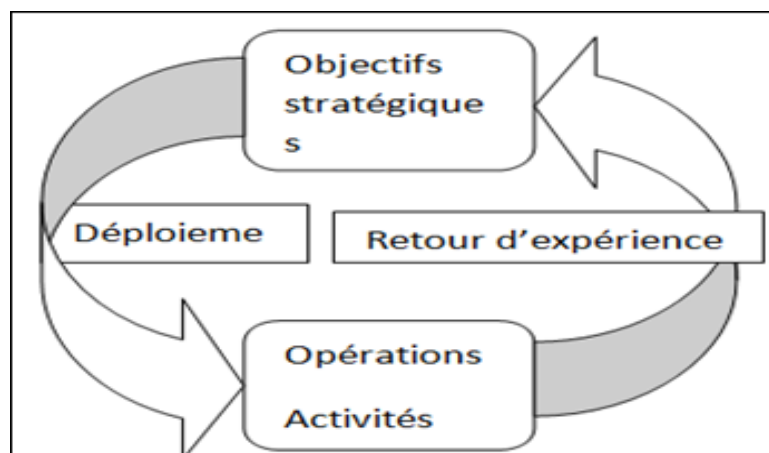 Objectifs
stratégique
s
Déploieme
Retour d'expérience
Opérations
Activités